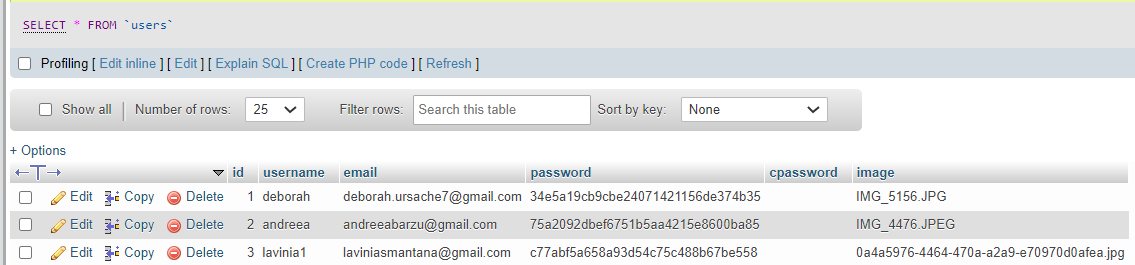 SELECT * FROM `users`
Profiling [ Edit inline ] [ Edit ] [ Explain SQL ] [ Create PHP code ] [ Refresh ]
Show all Number of rows: 25 Filter rows: Search this table Sort by key: None
+ Options
←T→ id username email password cpassword image
Edit Copy Delete 1 deborah deborah.ursache7@gmail.com 34e5a19cb9cbe24071421156de374b35 IMG_5156.JPG
Edit Copy Delete 2 andreea andreeabarzu@gmail.com 75a2092dbef6751b5aa4215e8600ba85 IMG_4476.JPEG
Edit Copy Delete 3 lavinia1 laviniasmantana@gmail.com c77abf5a658a93d54c75c488b67be558 0a4a5976-4464-470a-a2a9-e70970d0afea.jpg